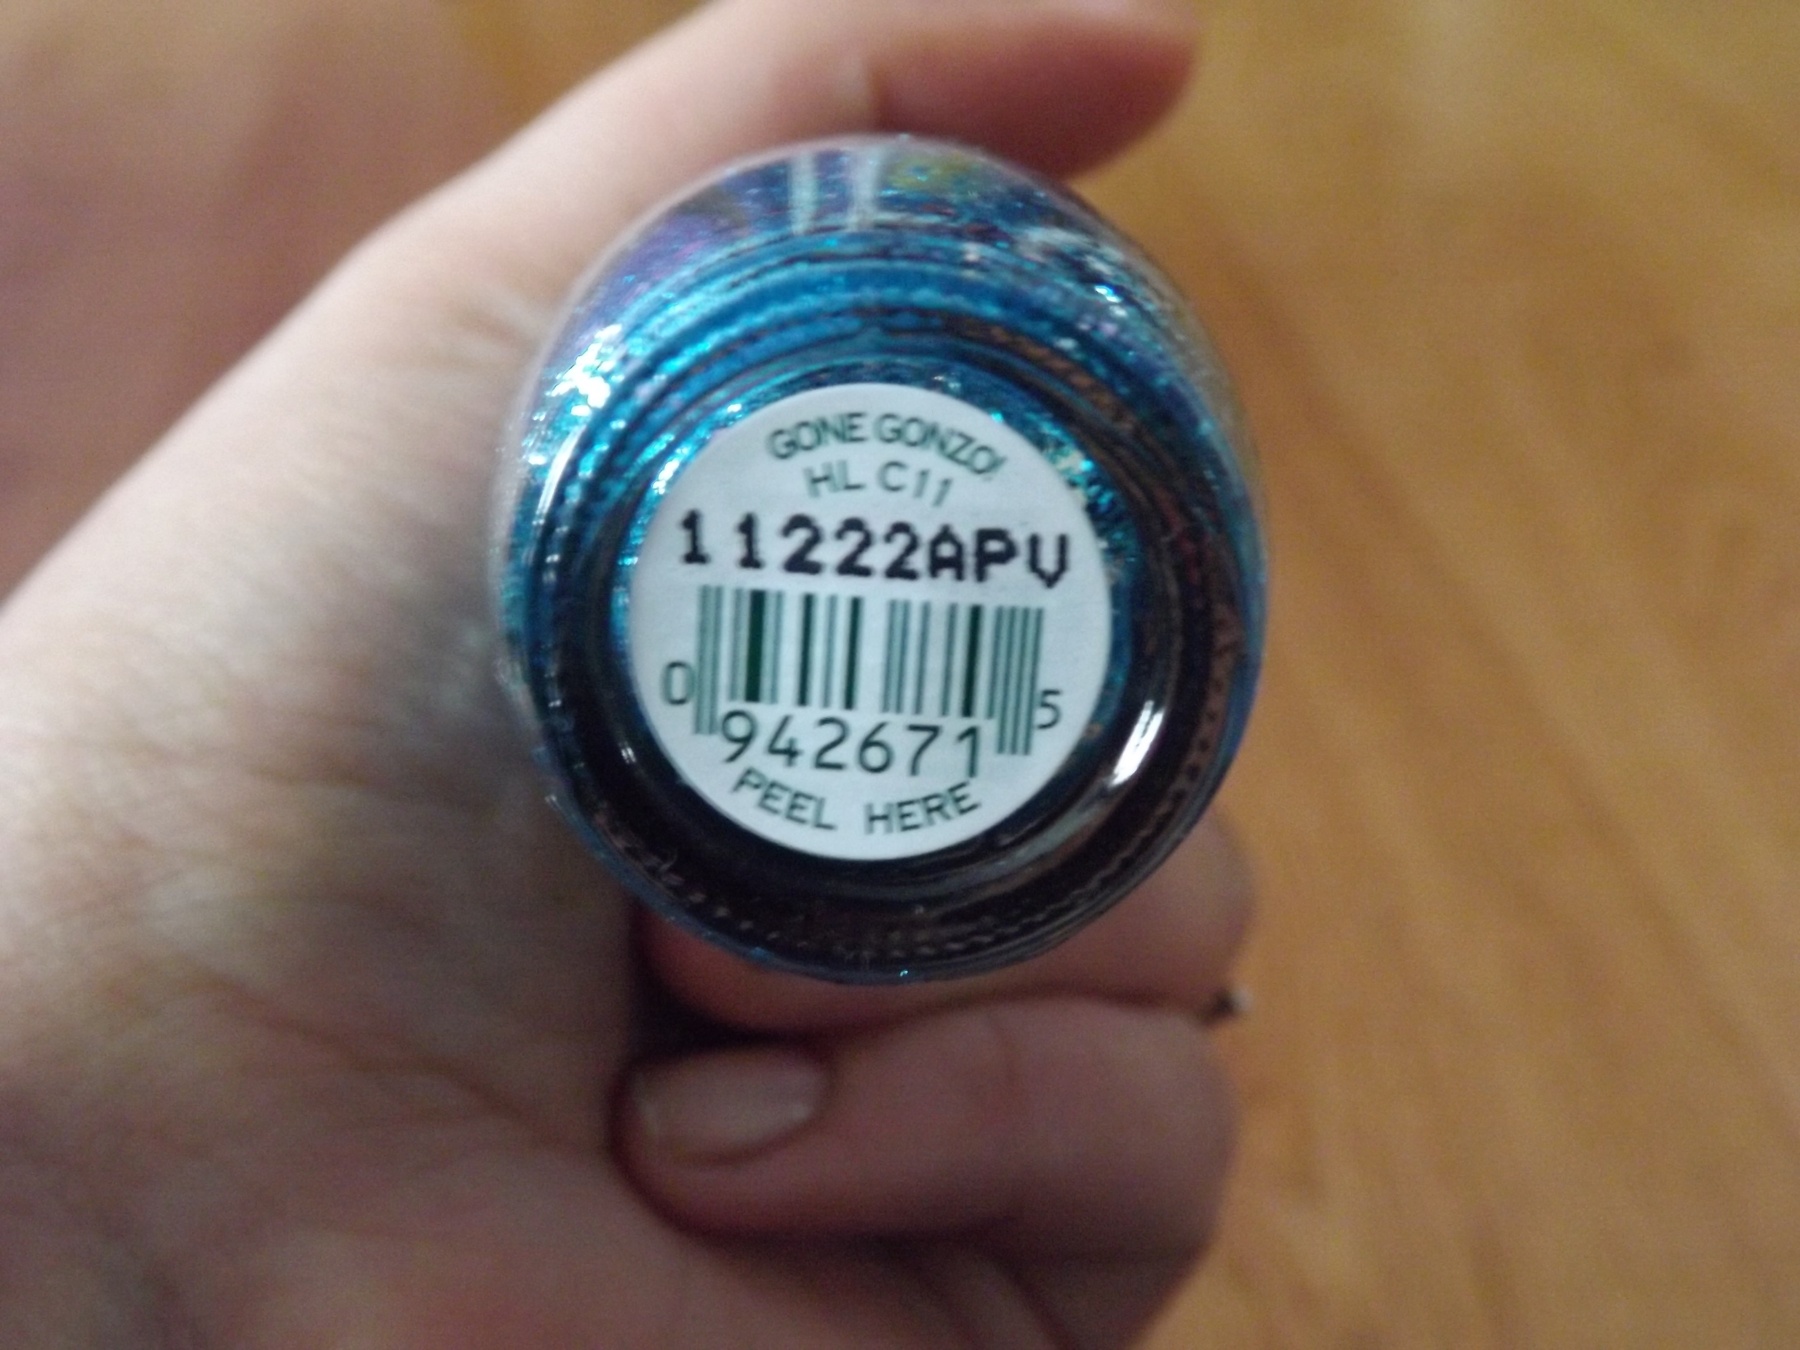 GONE GONZO!
HL C11
11222APV
0 942671 5
PEEL HERE